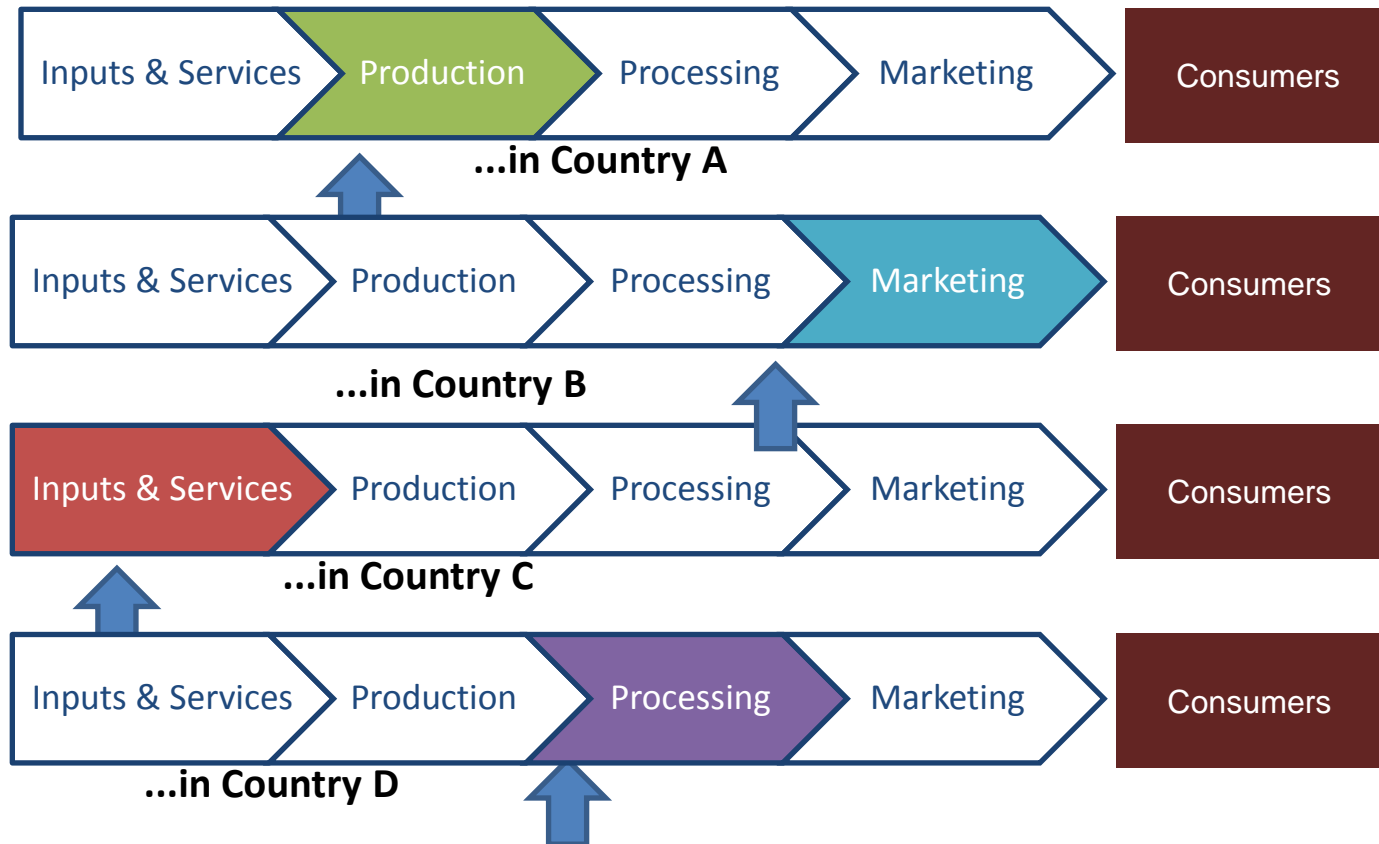 Inputs & Services Production Processing Marketing Consumers
...in Country A
Inputs & Services Production Processing Marketing Consumers
...in Country B
Inputs & Services Production Processing Marketing Consumers
...in Country C
Inputs & Services Production Processing Marketing Consumers
...in Country D